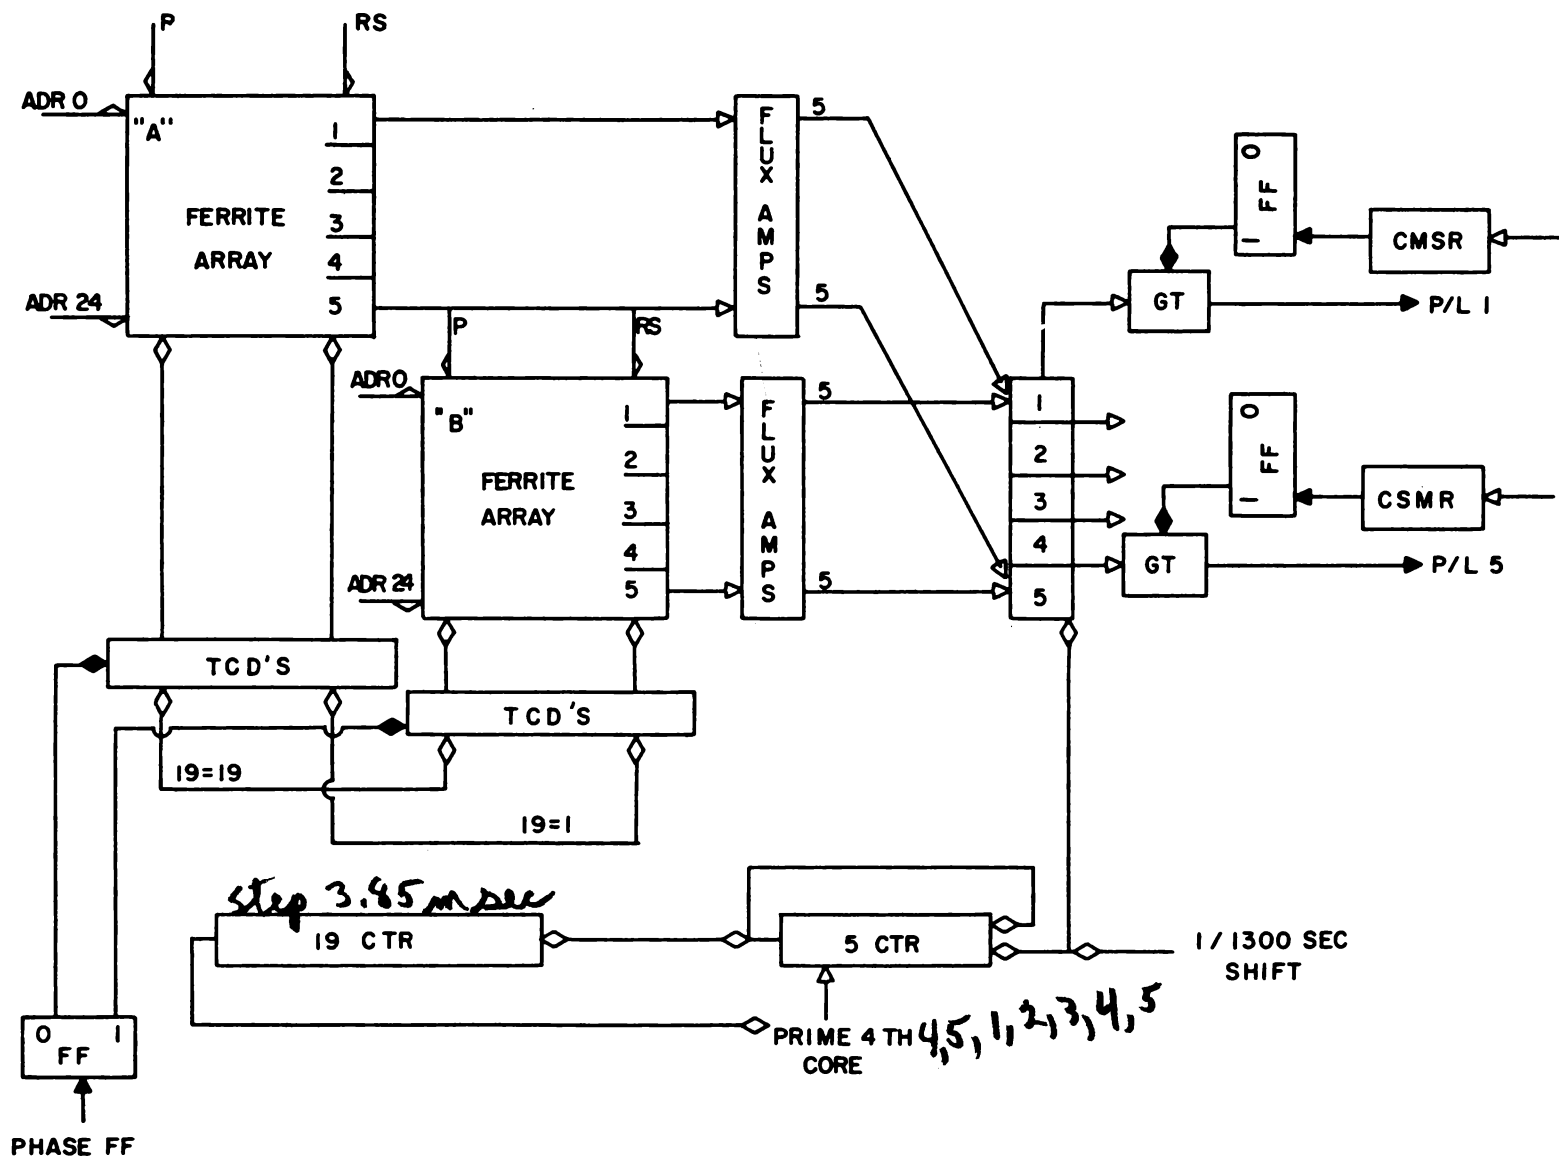 P RS
ADR 0
"A"
1
2
FERRITE
ARRAY
3
4
5
ADR 24
FLUX AMPS
5
5
P RS
ADR0
"B"
1
2
FERRITE
ARRAY
3
4
5
ADR 24
FLUX AMPS
5
5
1
2
3
4
5
0 FF 1
CMSR
GT
P/L 1
0 FF 1
CSMR
GT
P/L 5
TCD'S
TCD'S
19=19
19=1
step 3.85 m sec
19 CTR
5 CTR
1/1300 SEC
SHIFT
PRIME 4 TH 4,5,1,2,3,4,5
CORE
0 1
FF
PHASE FF